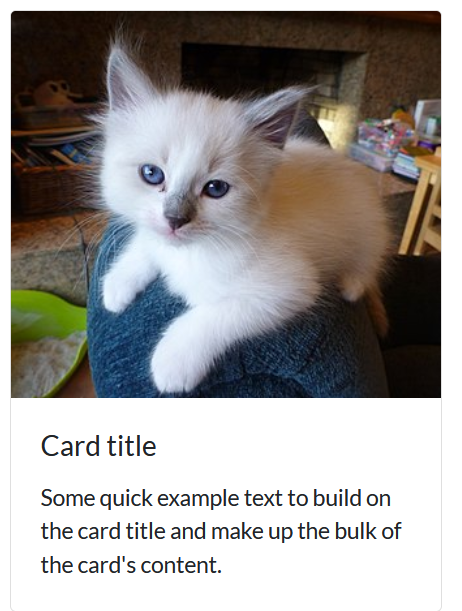 Card title
Some quick example text to build on
the card title and make up the bulk of
the card's content.